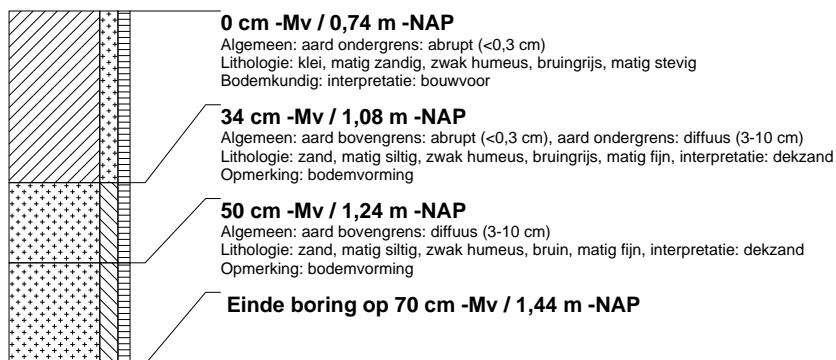 0 cm -Mv / 0,74 m -NAP
Algemeen: aard ondergrens: abrupt (<0,3 cm)
Lithologie: klei, matig zandig, zwak humeus, bruingrijs, matig stevig
Bodemkundig: interpretatie: bouwvoor
34 cm -Mv / 1,08 m -NAP
Algemeen: aard bovengrens: abrupt (<0,3 cm), aard ondergrens: diffuus (3-10 cm)
Lithologie: zand, matig siltig, zwak humeus, bruingrijs, matig fijn, interpretatie: dekzand
Opmerking: bodemvorming
50 cm -Mv / 1,24 m -NAP
Algemeen: aard bovengrens: diffuus (3-10 cm)
Lithologie: zand, matig siltig, zwak humeus, bruin, matig fijn, interpretatie: dekzand
Opmerking: bodemvorming
Einde boring op 70 cm -Mv / 1,44 m -NAP